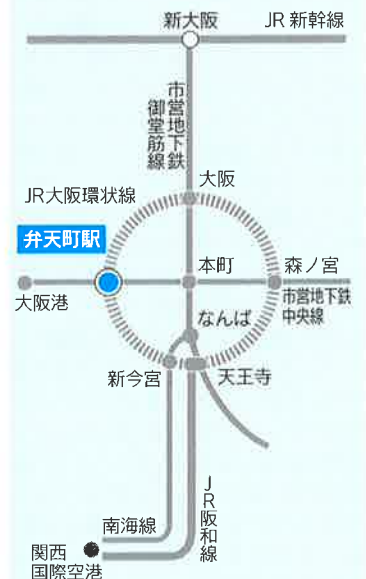 新大阪
JR 新幹線
市営地下鉄
御堂筋線
大阪
JR大阪環状線
弁天町駅
本町
森ノ宮
大阪港
市営地下鉄
中央線
なんば
新今宮
天王寺
JR阪和線
南海線
関西
国際空港